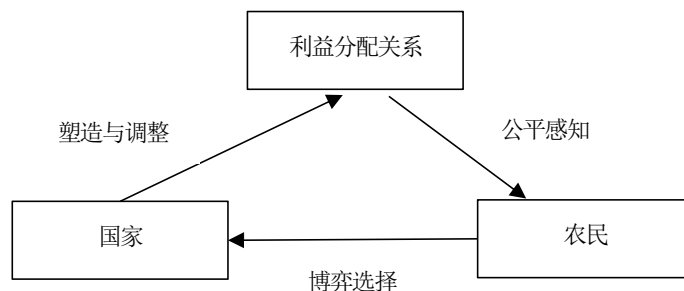 利益分配关系
塑造与调整
公平感知
国家
农民
博弈选择